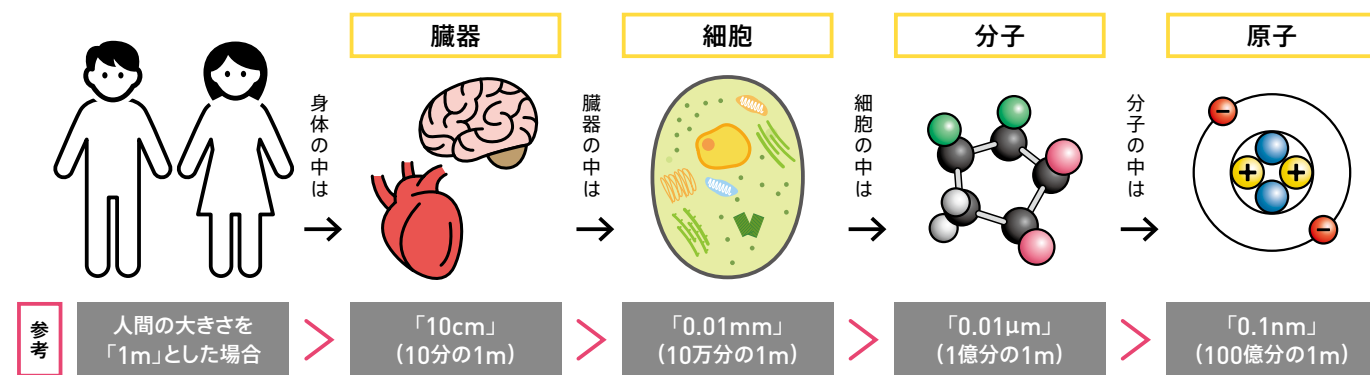 臓器
細胞
分子
原子
身体の中は
臓器の中は
細胞の中は
分子の中は
+
+
−
−
参考
人間の大きさを
「1m」とした場合
「10cm」
(10分の1m)
「0.01mm」
(10万分の1m)
「0.01μm」
(1億分の1m)
「0.1nm」
(100億分の1m)